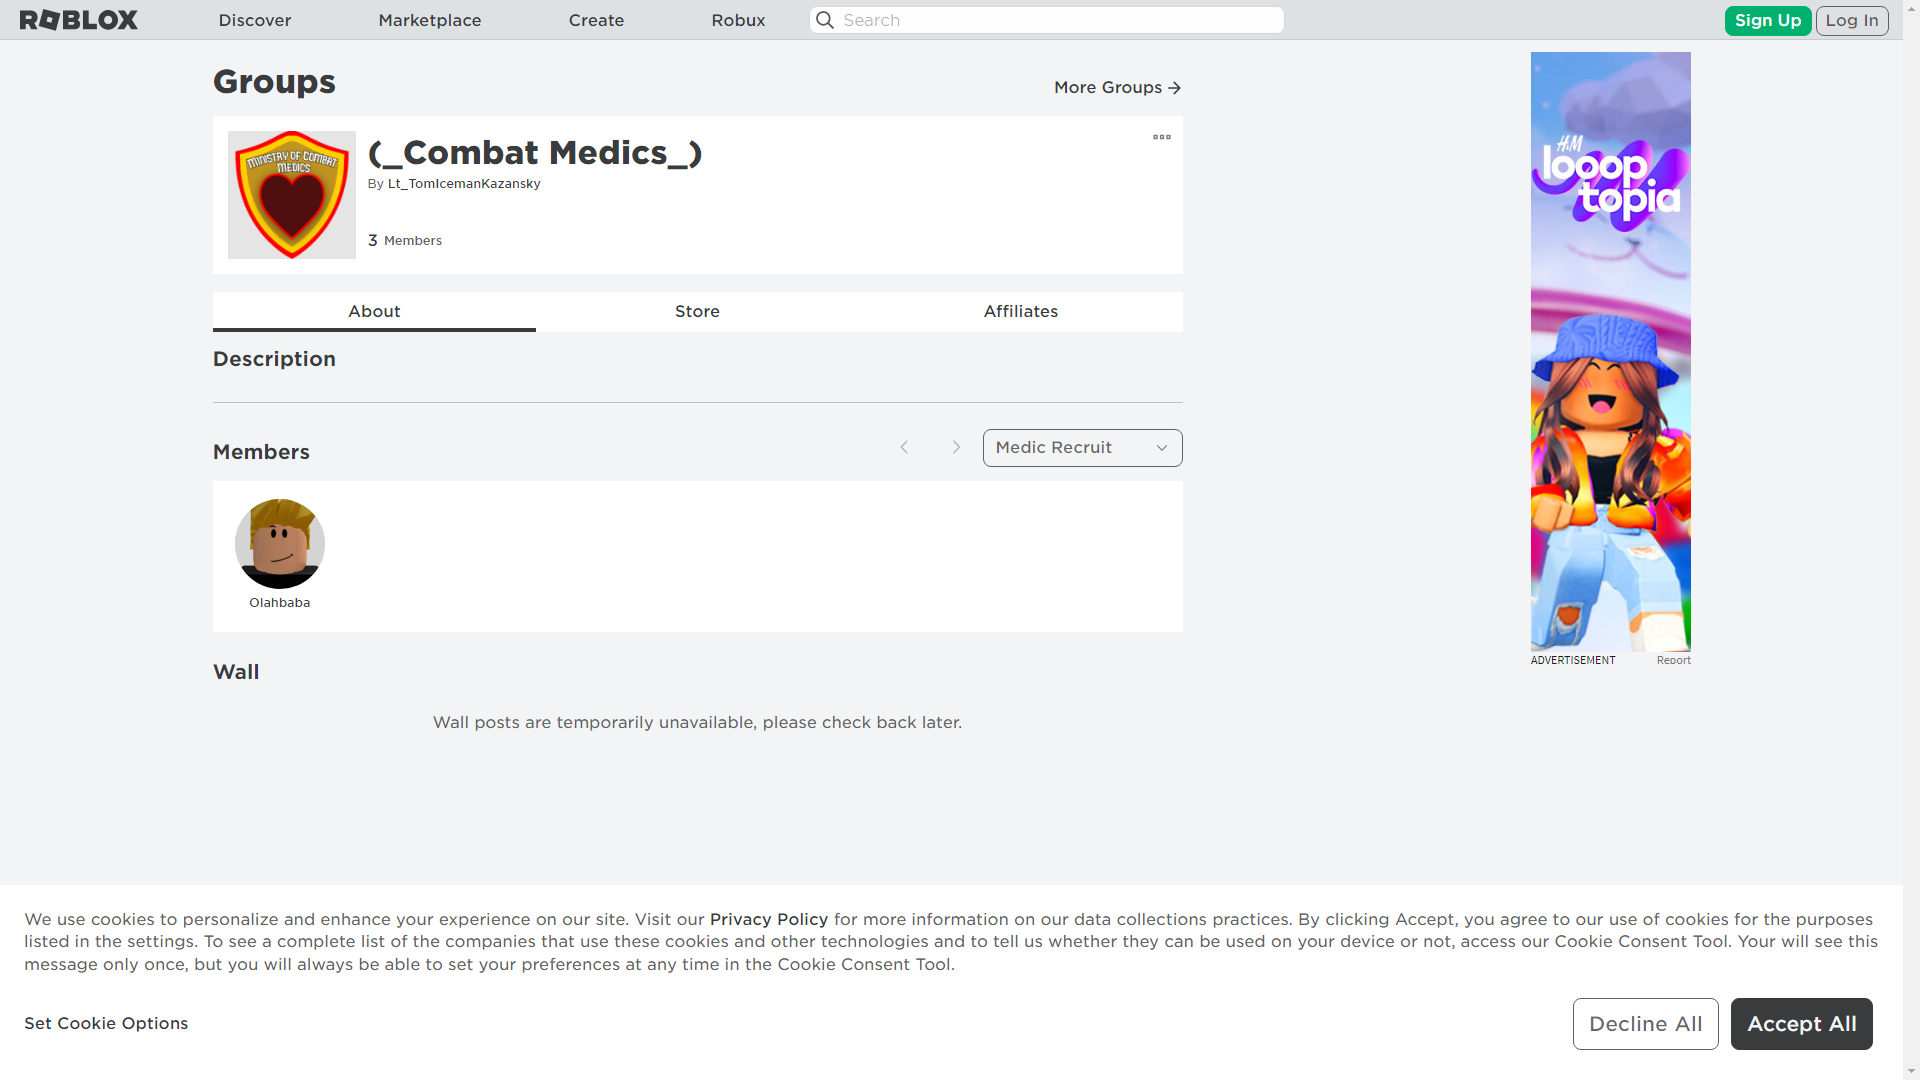 ROBLOX
Discover
Marketplace
Create
Robux
Search
Sign Up
Log In
Groups
More Groups
MINISTRY OF COMBAT
MEDICS
(_Combat Medics_)
By Lt_TomIcemanKazansky
3 Members
About
Store
Affiliates
Description
Members
Medic Recruit
Olahbaba
Wall
Wall posts are temporarily unavailable, please check back later.
H&M
looop
topia
ADVERTISEMENT
Report
We use cookies to personalize and enhance your experience on our site. Visit our Privacy Policy for more information on our data collections practices. By clicking Accept, you agree to our use of cookies for the purposes
listed in the settings. To see a complete list of the companies that use these cookies and other technologies and to tell us whether they can be used on your device or not, access our Cookie Consent Tool. Your will see this
message only once, but you will always be able to set your preferences at any time in the Cookie Consent Tool.
Set Cookie Options
Decline All
Accept All